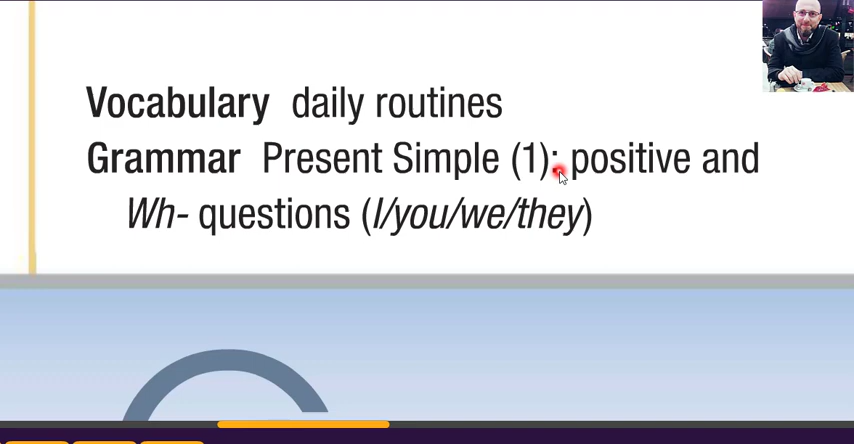 Vocabulary daily routines
Grammar Present Simple (1): positive and
Wh- questions (I/you/we/they)